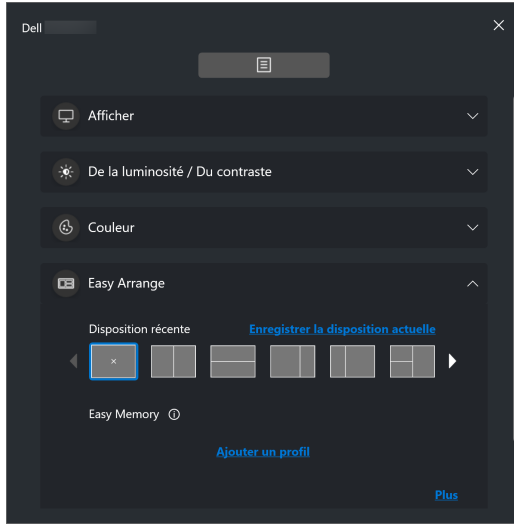 Dell
Afficher
De la luminosité / Du contraste
Couleur
Easy Arrange
Disposition récente Enregistrer la disposition actuelle
Easy Memory
Ajouter un profil
Plus